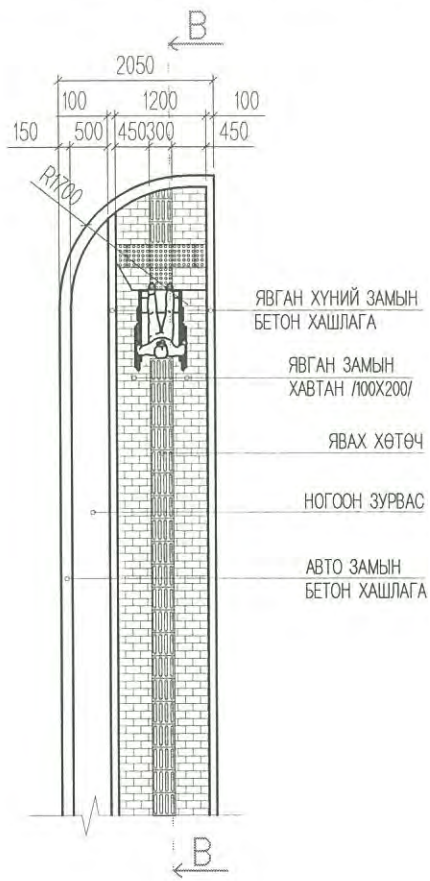 B
2050
100 1200 100
150 500 450 300 450
R1700
ЯВГАН ХҮНИЙ ЗАМЫН
БЕТОН ХАШЛАГА
ЯВГАН ЗАМЫН
ХАВТАН /100X200/
ЯВАХ ХӨТӨЧ
НОГООН ЗУРВАС
АВТО ЗАМЫН
БЕТОН ХАШЛАГА
B